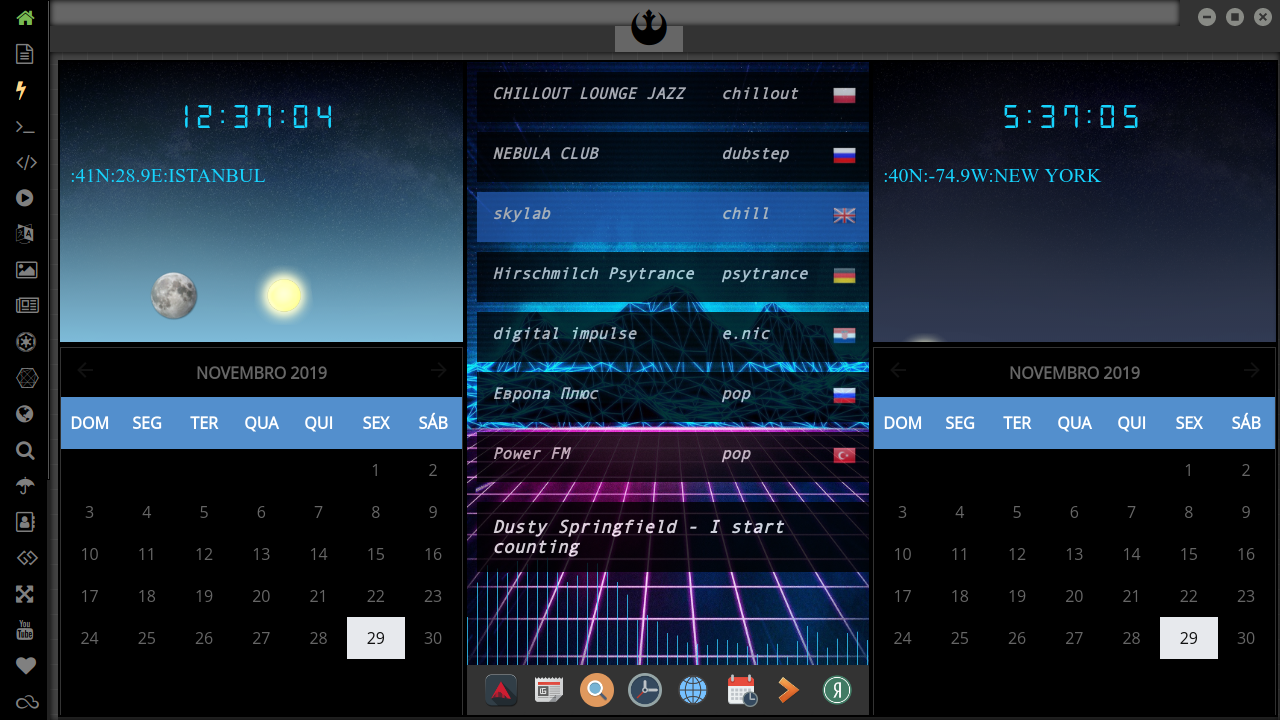 12:37:04
:41N:28.9E:ISTANBUL
NOVEMBRO 2019
DOM SEG TER QUA QUI SEX SÁB
1 2
3 4 5 6 7 8 9
10 11 12 13 14 15 16
17 18 19 20 21 22 23
24 25 26 27 28 29 30
CHILLOUT LOUNGE JAZZ chillout
NEBULA CLUB dubstep
skylab chill
Hirschmilch Psytrance psytrance
digital impulse e.nic
Европа Плюс pop
Power FM pop
Dusty Springfield - I start
counting
5:37:05
:40N:-74.9W:NEW YORK
NOVEMBRO 2019
DOM SEG TER QUA QUI SEX SÁB
1 2
3 4 5 6 7 8 9
10 11 12 13 14 15 16
17 18 19 20 21 22 23
24 25 26 27 28 29 30
You
Tube
Я